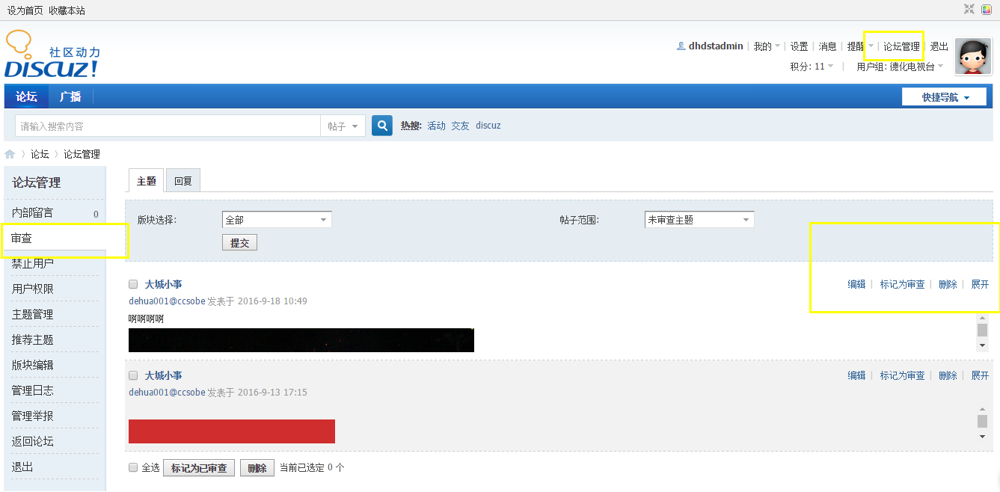 设为首页 收藏本站
社区动力
DISCUZ!
dhdstadmin | 我的 | 设置 | 消息 | 提醒 | 论坛管理 | 退出
积分: 11 | 用户组: 德化电视台
论坛 广播 快捷导航
请输入搜索内容 帖子 热搜: 活动 交友 discuz
论坛 › 论坛管理
论坛管理
内部留言 0
审查
禁止用户
用户权限
主题管理
推荐主题
版块编辑
管理日志
管理举报
返回论坛
退出
主题 回复
版块选择: 全部 帖子范围: 未审查主题
提交
大城小事 编辑 | 标记为审查 | 删除 | 展开
dehua001@ccsobe 发表于 2016-9-18 10:49
啊啊啊啊
大城小事 编辑 | 标记为审查 | 删除 | 展开
dehua001@ccsobe 发表于 2016-9-13 17:15
全选 标记为已审查 删除 当前已选定 0 个